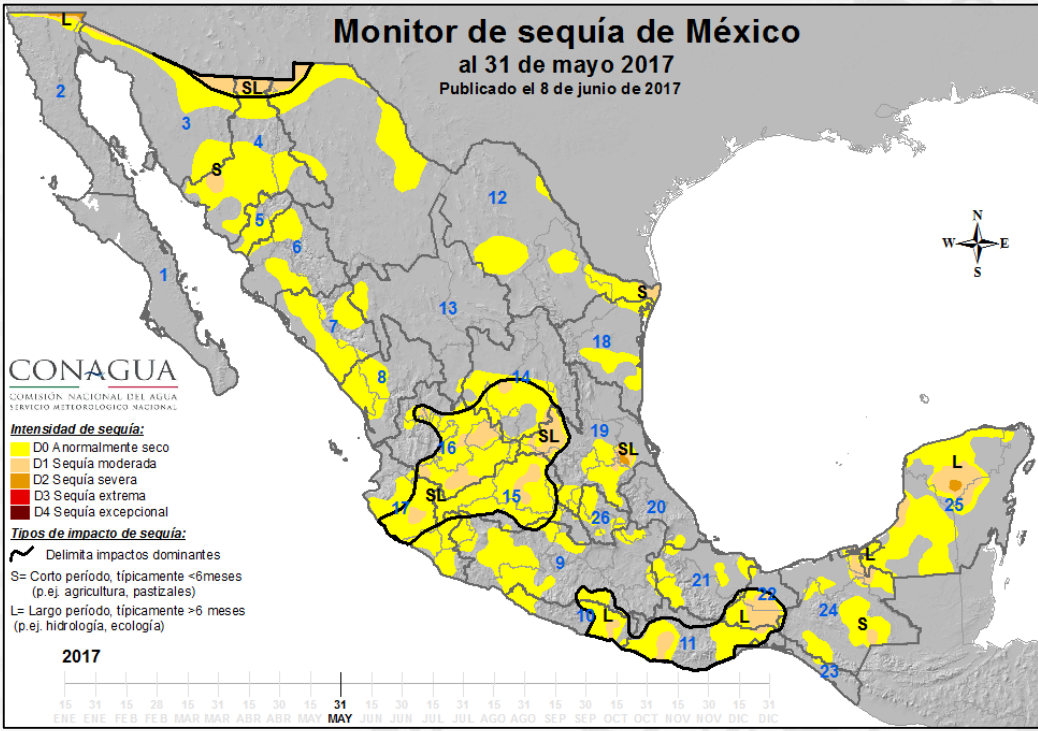 Monitor de sequía de México
al 31 de mayo 2017
Publicado el 8 de junio de 2017
L
2
SL
3
4
S
5
12
6
1
N
W E
S
13
S
7
18
8
14
CONAGUA
COMISIÓN NACIONAL DEL AGUA
SERVICIO METEOROLÓGICO NACIONAL
Intensidad de sequía:
D0 Anormalmente seco
D1 Sequía moderada
D2 Sequía severa
D3 Sequía extrema
D4 Sequía excepcional
Tipos de impacto de sequía:
Delimita impactos dominantes
S= Corto período, típicamente <6meses
(p.ej. agricultura, pastizales)
L= Largo período, típicamente >6 meses
(p.ej. hidrología, ecología)
16
SL
19
SL
L
17
SL
15
26
20
25
9
L
21
22
24
10
L
L
S
11
23
2017
15 31 15 28 15 31 15 30 15 31 15 30 15 31 15 31 15 30 15 31 15 30 15 31
ENE ENE FEB FEB MAR MAR ABR ABR MAY MAY JUN JUN JUL JUL AGO AGO SEP SEP OCT OCT NOV NOV DIC DIC